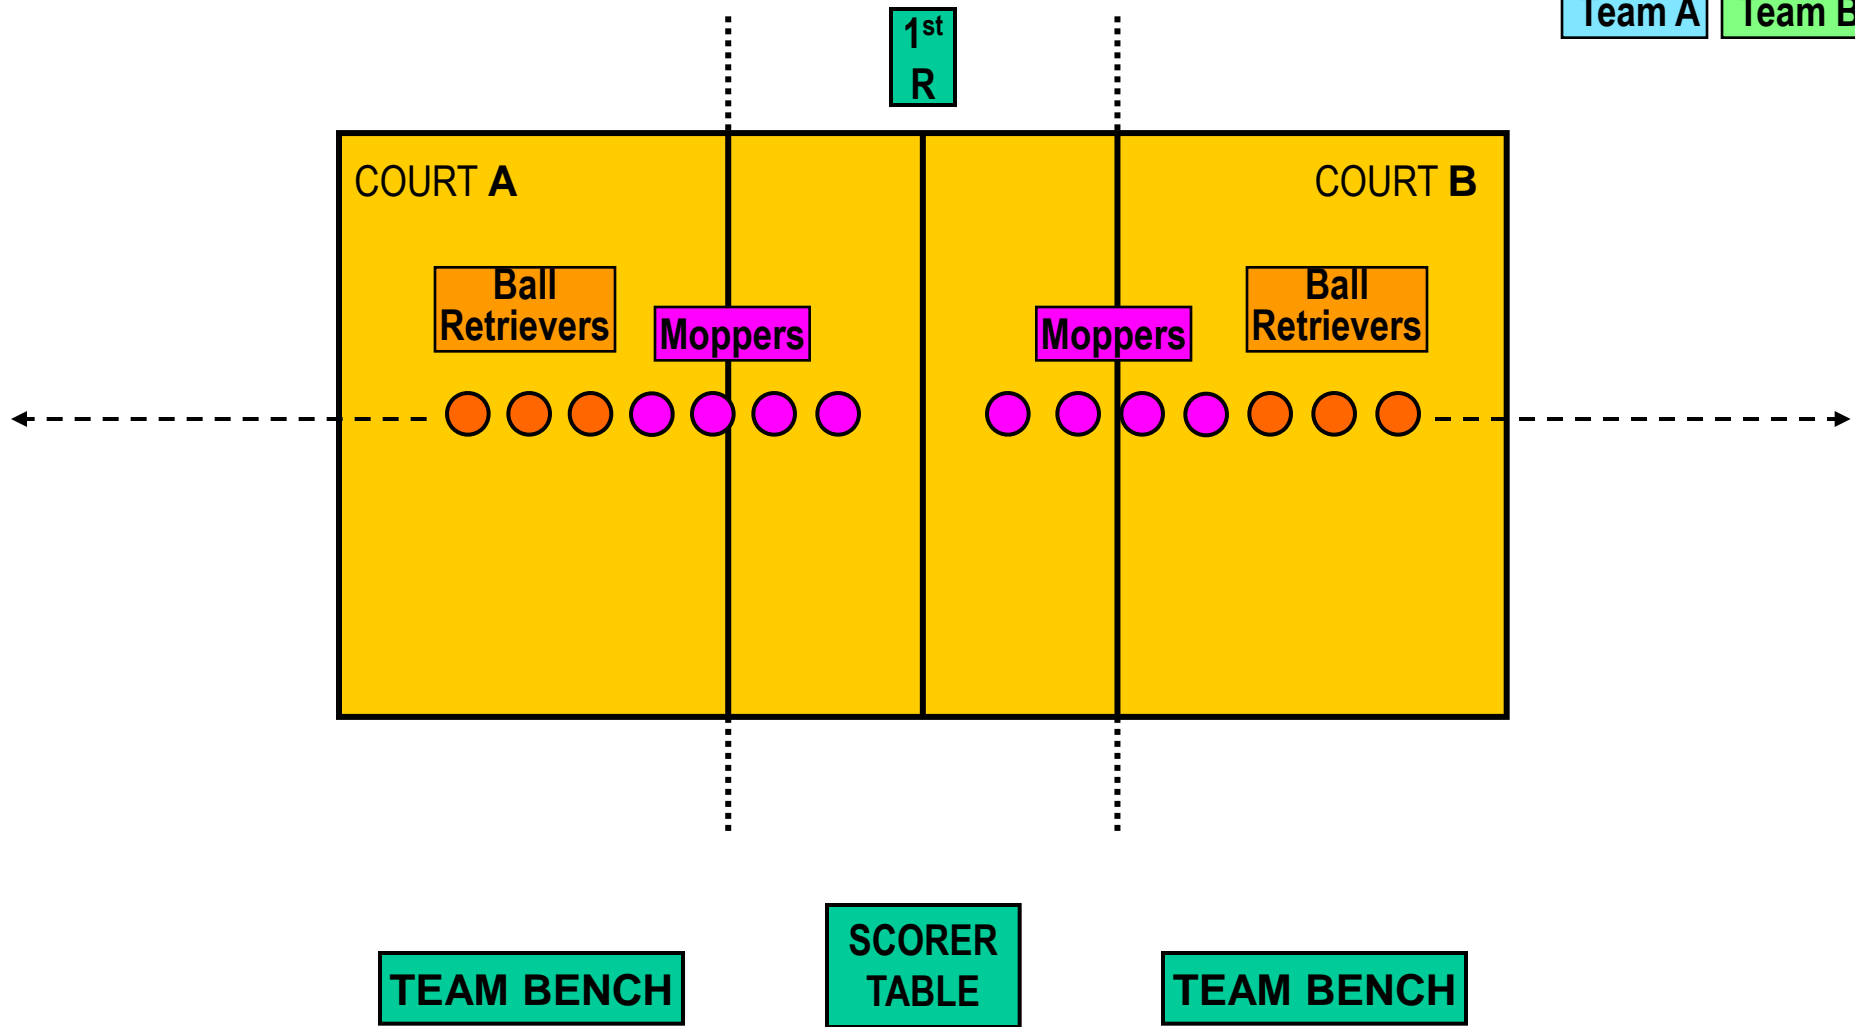 Team A
Team B
1st
R
COURT A
COURT B
Ball
Retrievers
Moppers
Moppers
Ball
Retrievers
SCORER
TABLE
TEAM BENCH
TEAM BENCH